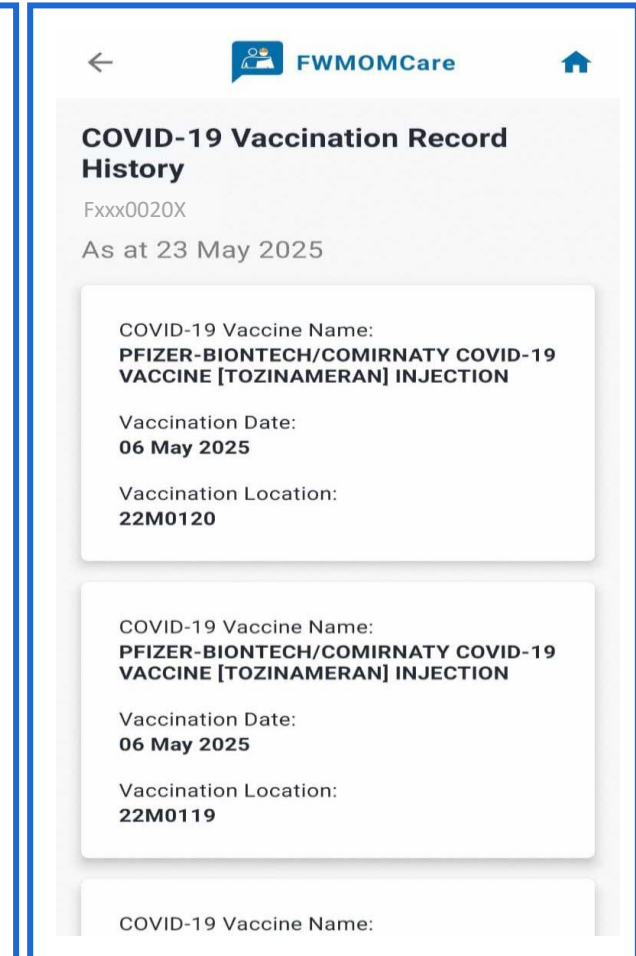 FWMOMCare
COVID-19 Vaccination Record
History
Fxxx0020X
As at 23 May 2025
COVID-19 Vaccine Name:
PFIZER-BIONTECH/COMIRNATY COVID-19
VACCINE [TOZINAMERAN] INJECTION
Vaccination Date:
06 May 2025
Vaccination Location:
22M0120
COVID-19 Vaccine Name:
PFIZER-BIONTECH/COMIRNATY COVID-19
VACCINE [TOZINAMERAN] INJECTION
Vaccination Date:
06 May 2025
Vaccination Location:
22M0119
COVID-19 Vaccine Name: